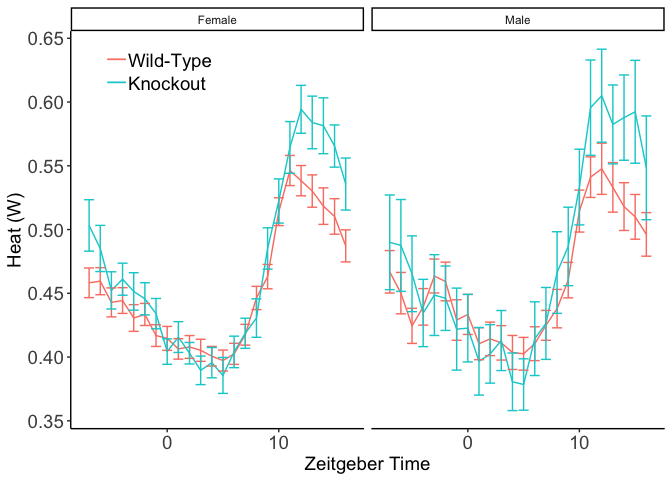 Female
Male
0.65
0.60
0.55
0.50
0.45
0.40
0.35
Heat (W)
Wild-Type
Knockout
0 10 0 10
Zeitgeber Time